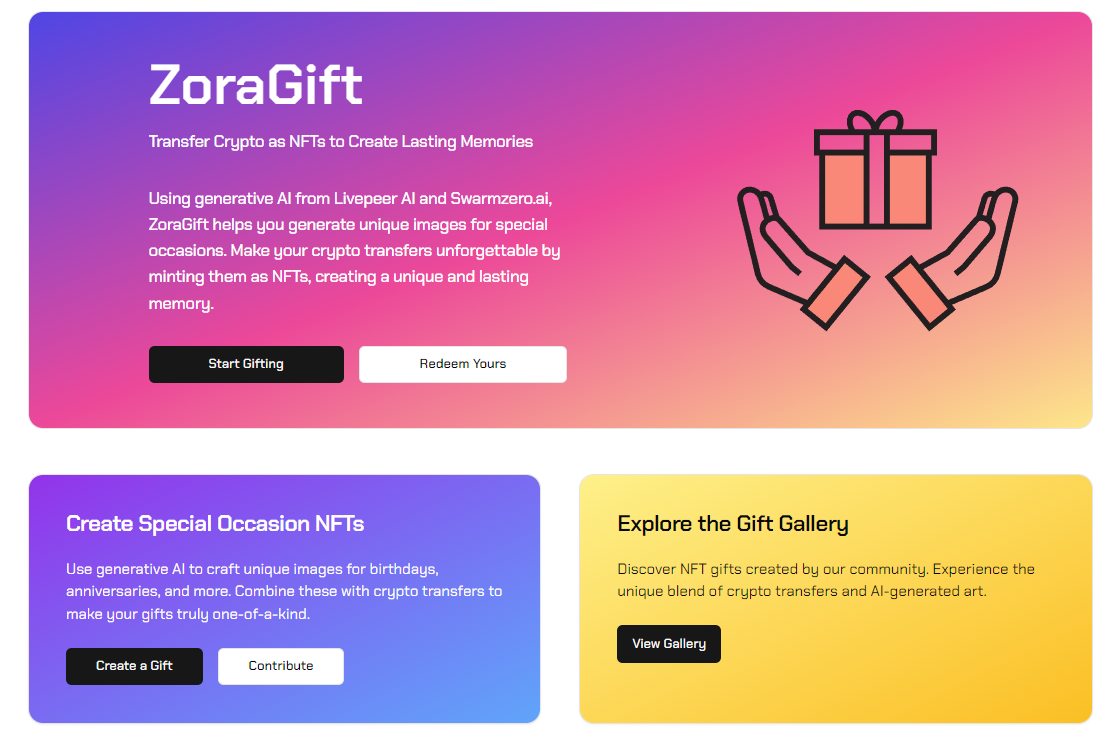 ZoraGift
Transfer Crypto as NFTs to Create Lasting Memories
Using generative AI from Livepeer AI and Swarmzero.ai,
ZoraGift helps you generate unique images for special
occasions. Make your crypto transfers unforgettable by
minting them as NFTs, creating a unique and lasting
memory.
Start Gifting
Redeem Yours
Create Special Occasion NFTs
Use generative AI to craft unique images for birthdays,
anniversaries, and more. Combine these with crypto transfers to
make your gifts truly one-of-a-kind.
Create a Gift
Contribute
Explore the Gift Gallery
Discover NFT gifts created by our community. Experience the
unique blend of crypto transfers and AI-generated art.
View Gallery